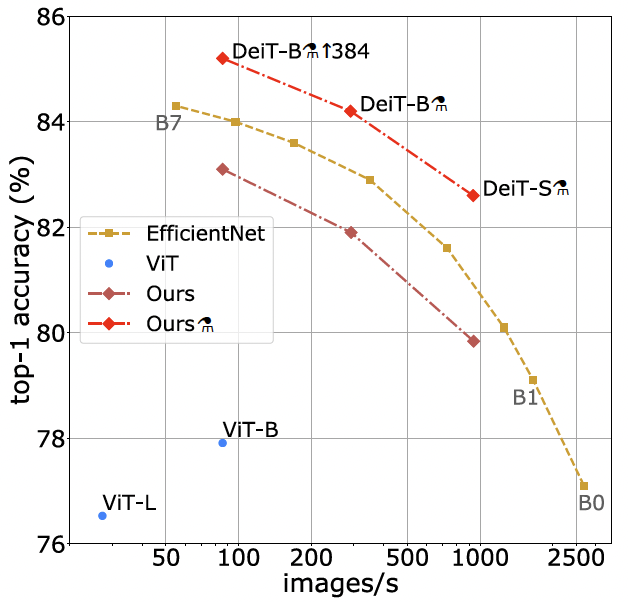 top-1 accuracy (%)
86
84
82
80
78
76
DeiT-B⚗↑384
DeiT-B⚗
DeiT-S⚗
B7
EfficientNet
ViT
Ours
Ours⚗
B1
ViT-B
ViT-L
B0
50 100 200 500 1000 2500
images/s